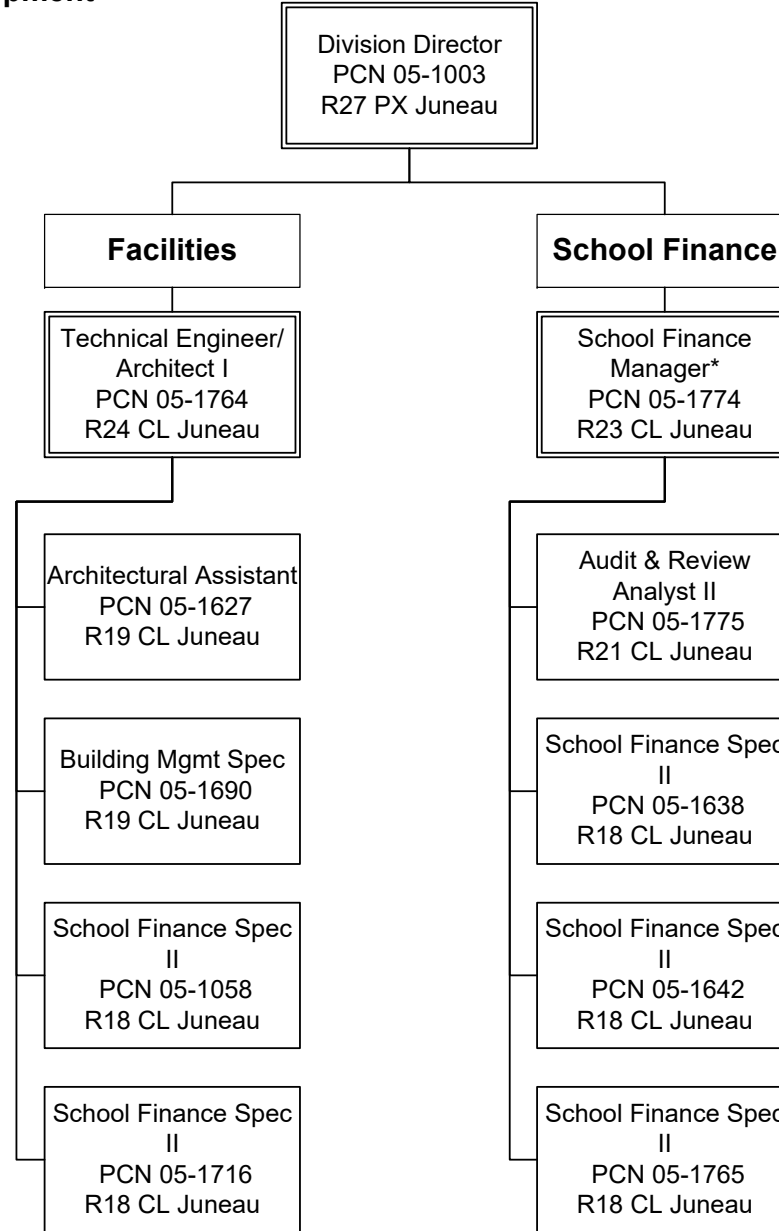 Division Director
PCN 05-1003
R27 PX Juneau
Facilities
Technical Engineer/
Architect I
PCN 05-1764
R24 CL Juneau
Architectural Assistant
PCN 05-1627
R19 CL Juneau
Building Mgmt Spec
PCN 05-1690
R19 CL Juneau
School Finance Spec
II
PCN 05-1058
R18 CL Juneau
School Finance Spec
II
PCN 05-1716
R18 CL Juneau
School Finance
School Finance
Manager*
PCN 05-1774
R23 CL Juneau
Audit & Review
Analyst II
PCN 05-1775
R21 CL Juneau
School Finance Spec
II
PCN 05-1638
R18 CL Juneau
School Finance Spec
II
PCN 05-1642
R18 CL Juneau
School Finance Spec
II
PCN 05-1765
R18 CL Juneau